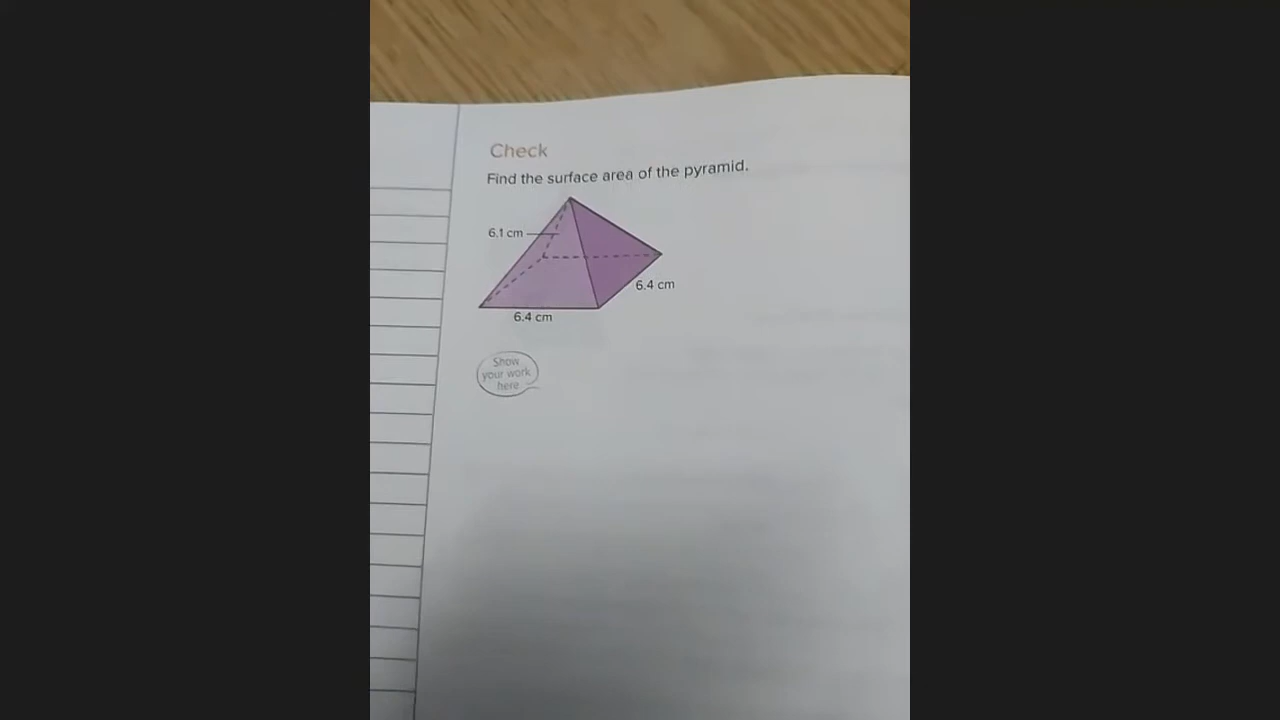 Check
Find the surface area of the pyramid.
6.1 cm
6.4 cm
6.4 cm
Show
your work
here